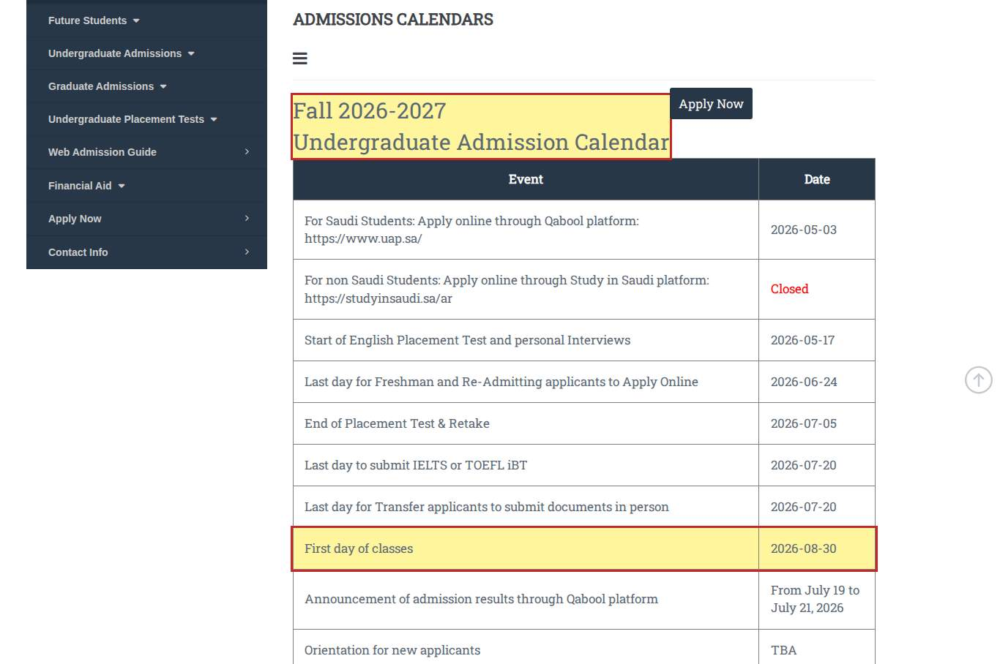 Future Students
Undergraduate Admissions
Graduate Admissions
Undergraduate Placement Tests
Web Admission Guide
Financial Aid
Apply Now
Contact Info
ADMISSIONS CALENDARS
Fall 2026-2027
Undergraduate Admission Calendar
Apply Now
Event Date
For Saudi Students: Apply online through Qabool platform:
https://www.uap.sa/
2026-05-03
For non Saudi Students: Apply online through Study in Saudi platform:
https://studyinsaudi.sa/ar
Closed
Start of English Placement Test and personal Interviews 2026-05-17
Last day for Freshman and Re-Admitting applicants to Apply Online 2026-06-24
End of Placement Test & Retake 2026-07-05
Last day to submit IELTS or TOEFL iBT 2026-07-20
Last day for Transfer applicants to submit documents in person 2026-07-20
First day of classes 2026-08-30
Announcement of admission results through Qabool platform
From July 19 to
July 21, 2026
Orientation for new applicants TBA